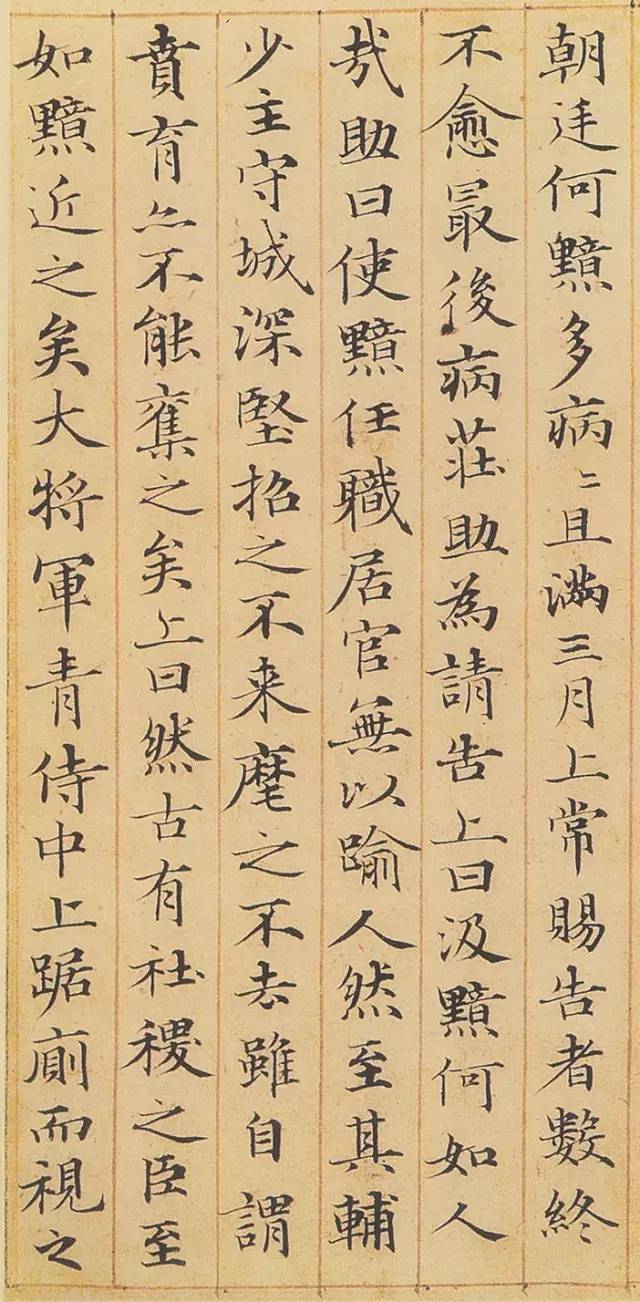 朝廷何黯多病〻且满三月上常賜告者數終
不愈㝡後病莊助為請告上曰汲黯何如人
㢤助曰使黯任職居官無以踰人然至其輔
少主守城深堅招之不来麾之不去雖自謂
賁育亦不能奪之矣上曰然古有社稷之臣至
如黯近之矣大将軍青侍中上踞廁而視之